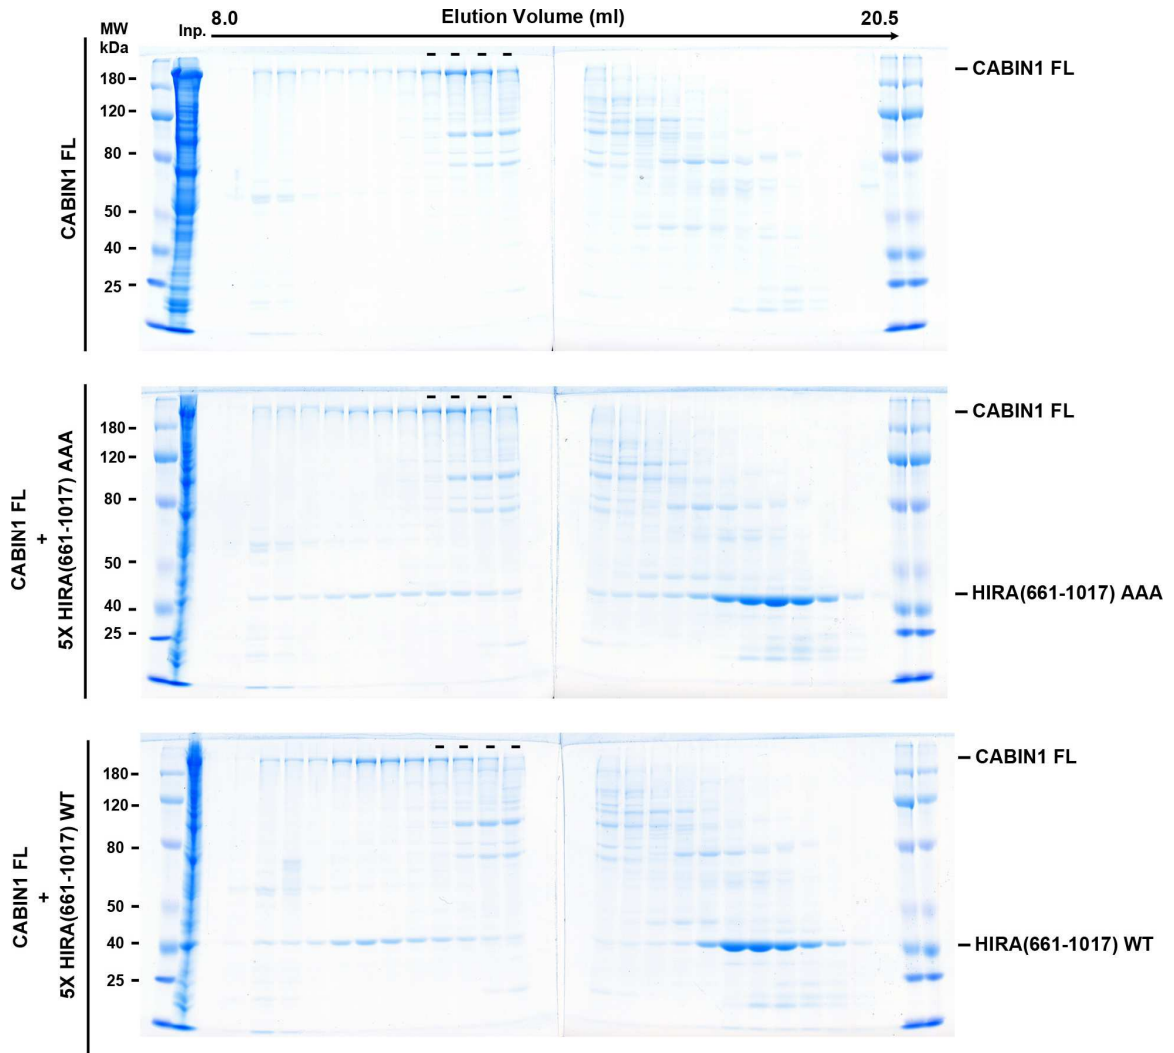 8.0 Elution Volume (ml) 20.5
MW
kDa
Inp.
CABIN1 FL
180
120
80
50
40
25
CABIN1 FL
CABIN1 FL
+
5X HIRA(661-1017) AAA
180
120
80
50
40
25
CABIN1 FL
HIRA(661-1017) AAA
CABIN1 FL
+
5X HIRA(661-1017) WT
180
120
80
50
40
25
CABIN1 FL
HIRA(661-1017) WT